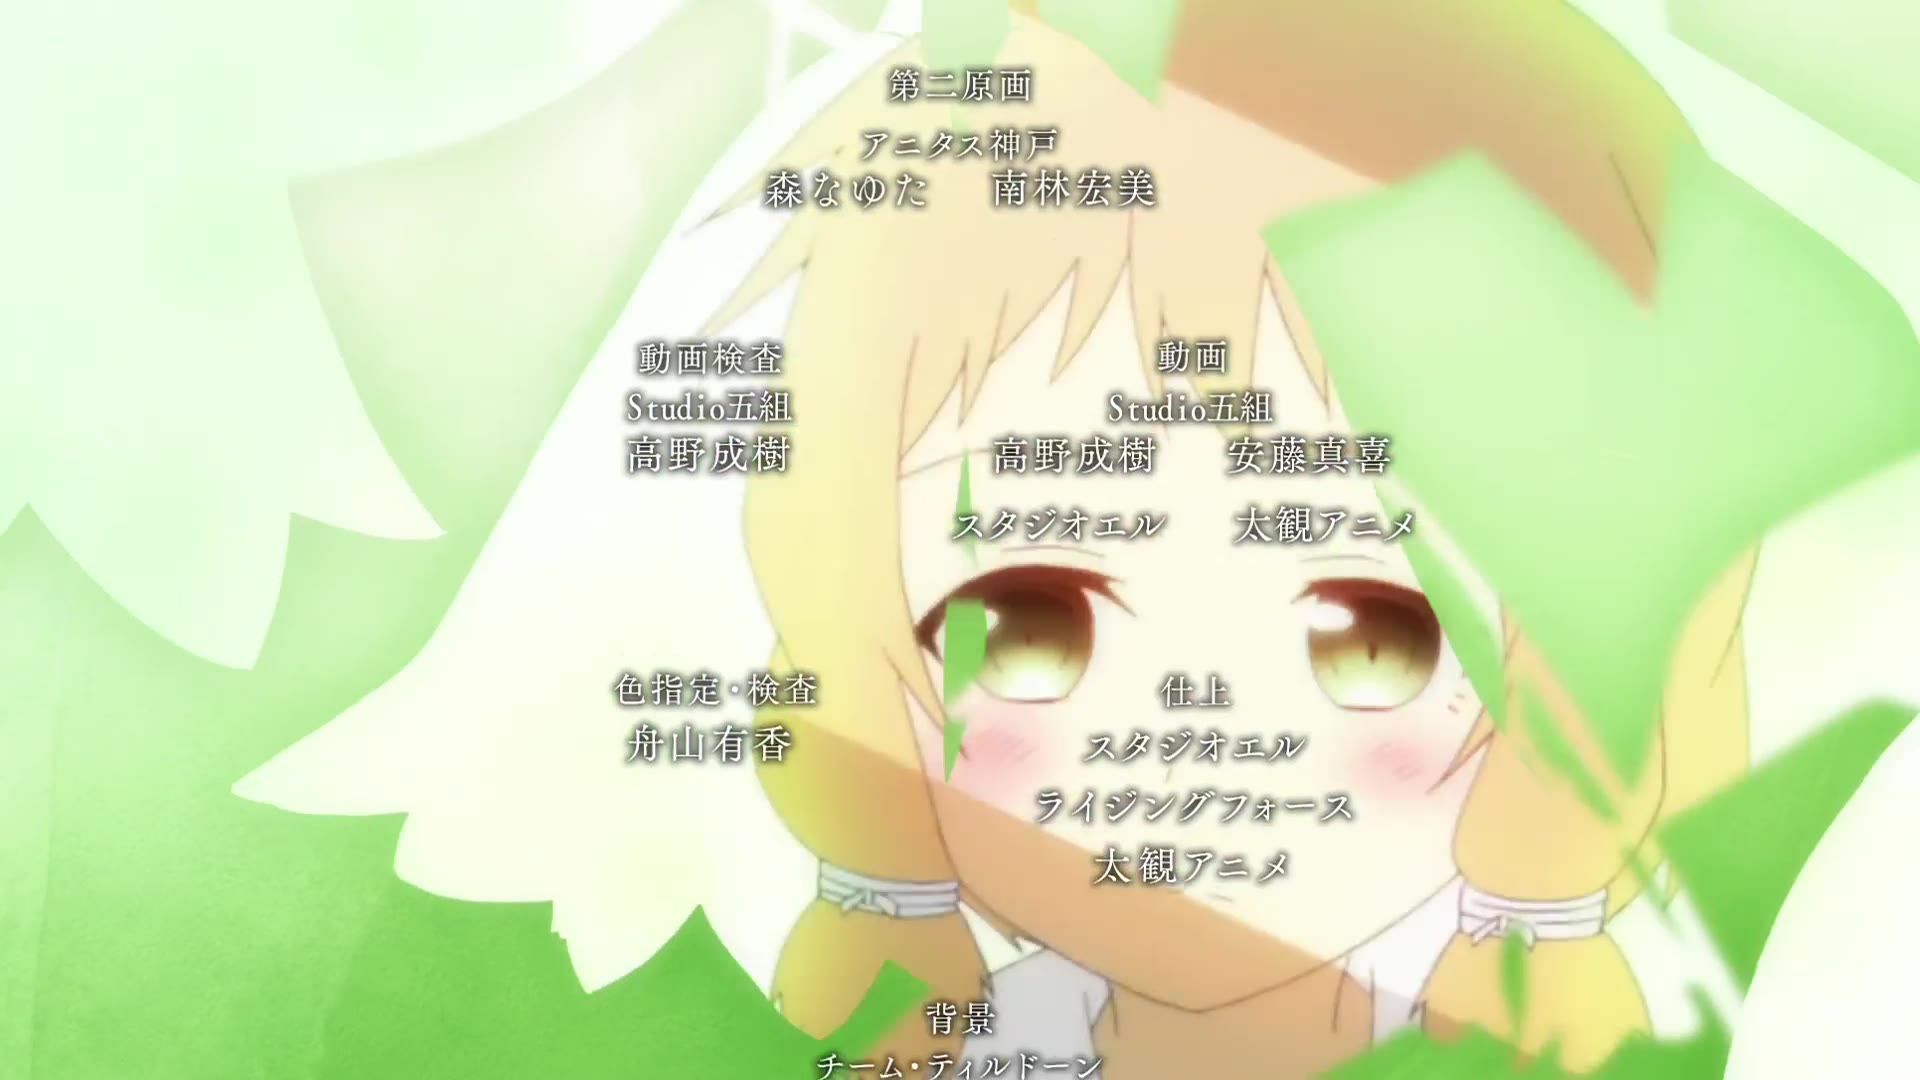 第二原画
アニタス神戸
森なゆた　南林宏美
動画検査　動画
Studio五組　Studio五組
高野成樹　高野成樹　安藤真喜
スタジオエル　太観アニメ
色指定・検査　仕上
舟山有香　スタジオエル
ライジングフォース
太観アニメ
背景
チーム・ティルドーン